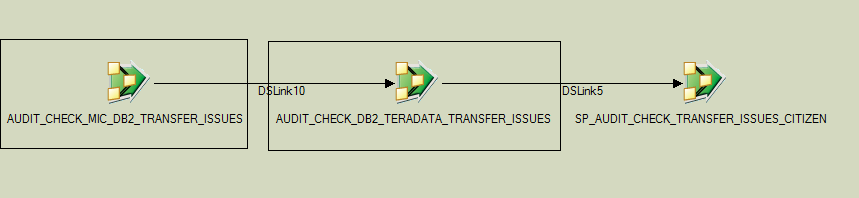 DSLink10
DSLink5
AUDIT_CHECK_MIC_DB2_TRANSFER_ISSUES
AUDIT_CHECK_DB2_TERADATA_TRANSFER_ISSUES
SP_AUDIT_CHECK_TRANSFER_ISSUES_CITIZEN